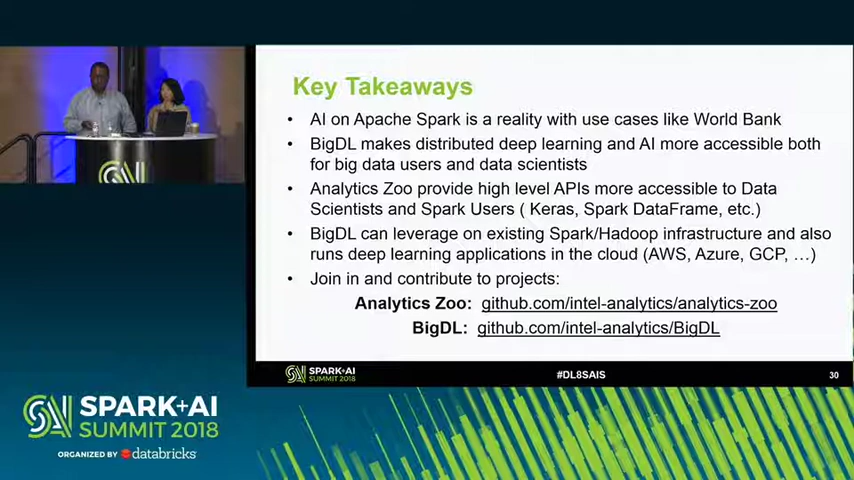 Key Takeaways
• AI on Apache Spark is a reality with use cases like World Bank
• BigDL makes distributed deep learning and AI more accessible both
for big data users and data scientists
• Analytics Zoo provide high level APIs more accessible to Data
Scientists and Spark Users ( Keras, Spark DataFrame, etc.)
• BigDL can leverage on existing Spark/Hadoop infrastructure and also
runs deep learning applications in the cloud (AWS, Azure, GCP, …)
• Join in and contribute to projects:
Analytics Zoo: github.com/intel-analytics/analytics-zoo
BigDL: github.com/intel-analytics/BigDL
SPARK+AI
SUMMIT 2018
#DL8SAIS
30
SPARK+AI
SUMMIT 2018
ORGANIZED BY databricks